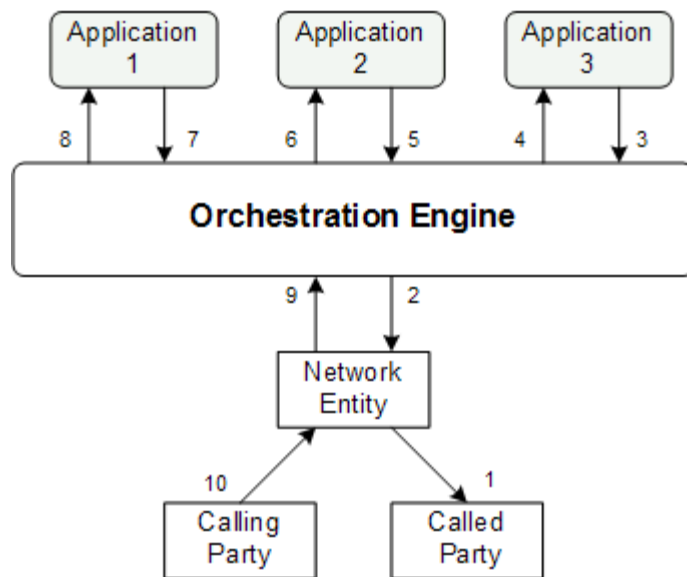 Application
1
Application
2
Application
3
8
7
6
5
4
3
Orchestration Engine
9
2
Network
Entity
10
1
Calling
Party
Called
Party